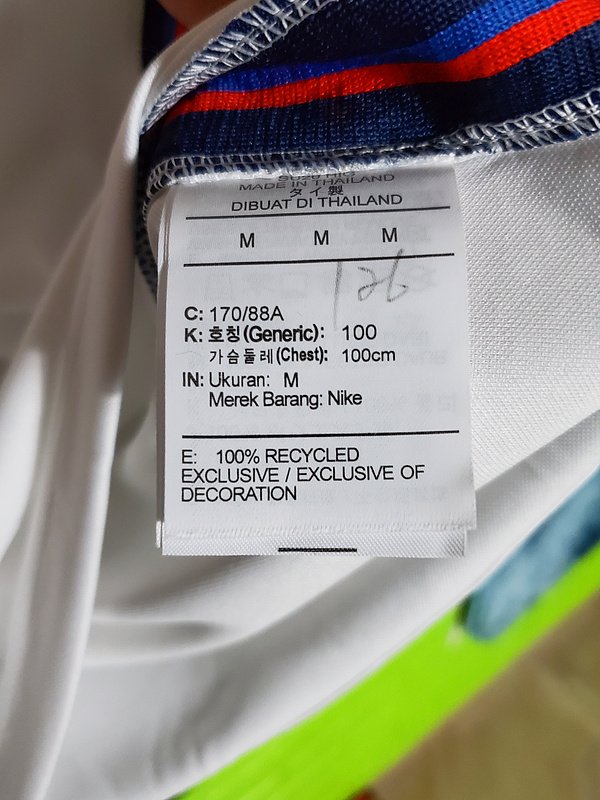 MADE IN THAILAND
タイ製
DIBUAT DI THAILAND
M M M
126
C: 170/88A
K: 호칭(Generic): 100
가슴둘레(Chest): 100cm
IN: Ukuran: M
Merek Barang: Nike
E: 100% RECYCLED
EXCLUSIVE / EXCLUSIVE OF
DECORATION